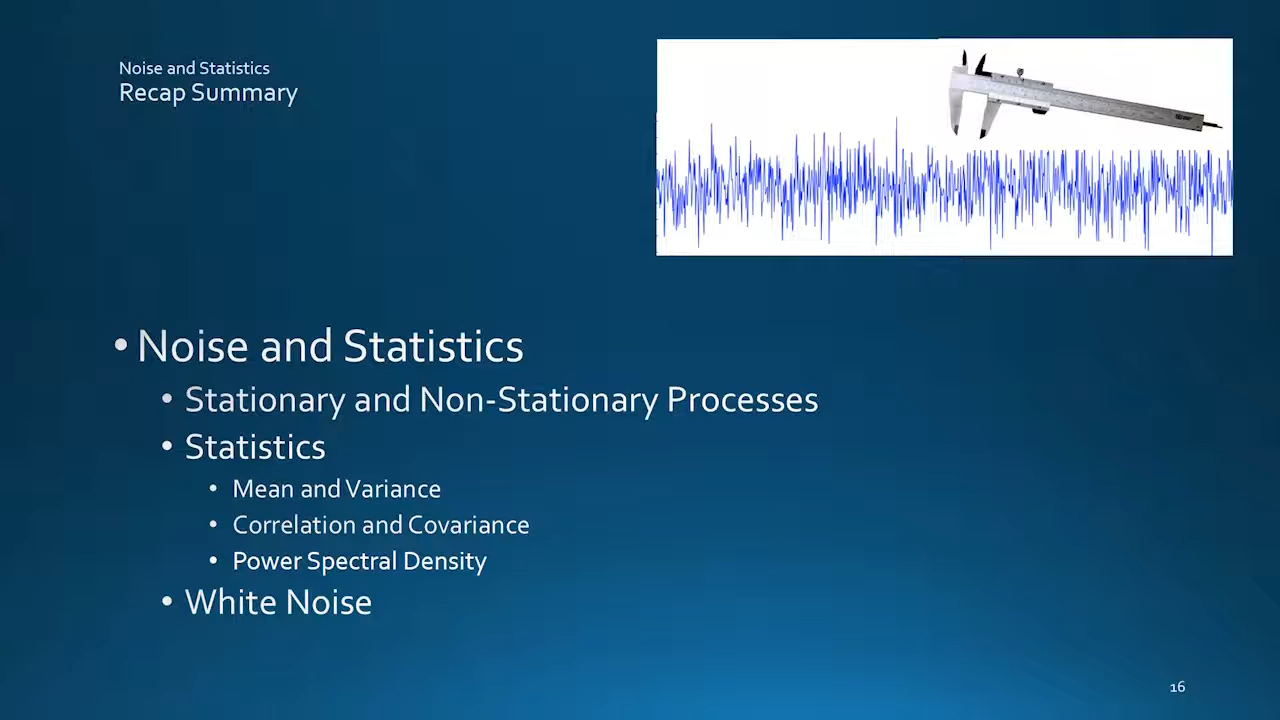 Noise and Statistics
Recap Summary
• Noise and Statistics
• Stationary and Non-Stationary Processes
• Statistics
• Mean and Variance
• Correlation and Covariance
• Power Spectral Density
• White Noise
16